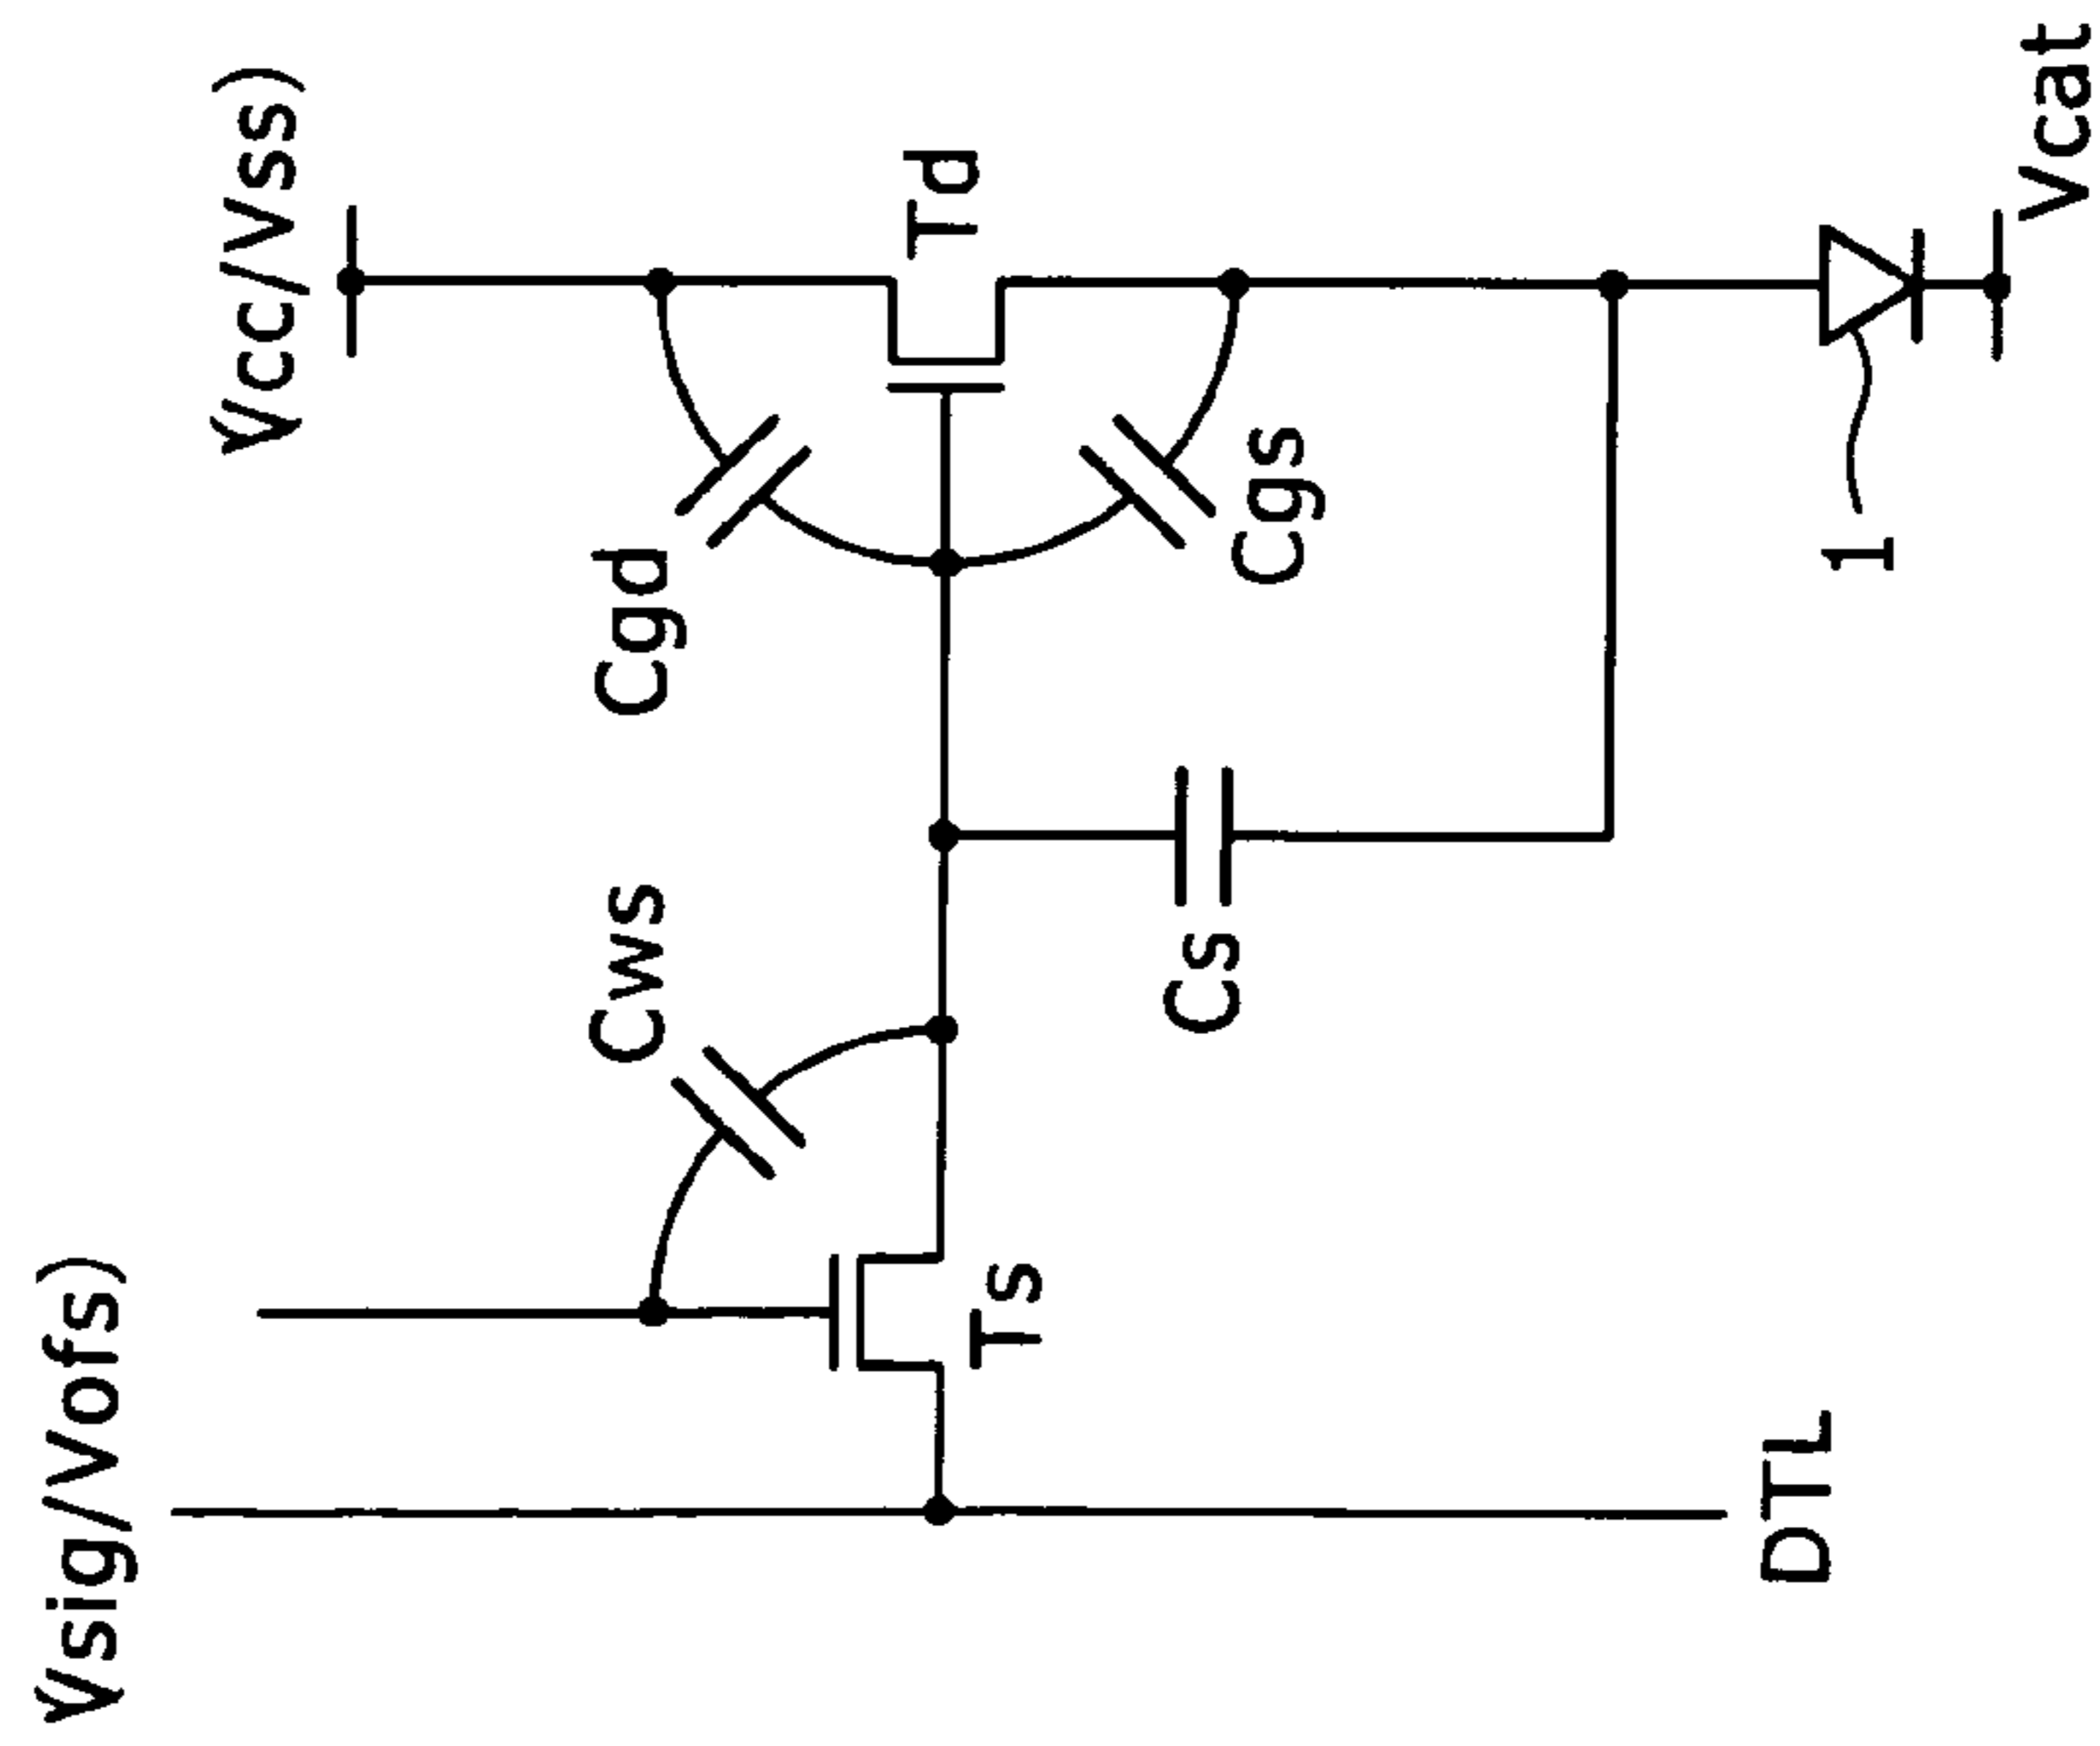 (Vsig/Vofs)
(Vcc/Vss)
Cws
Cgd
Td
Ts
Cs
Cgs
DTL
1
Vcat